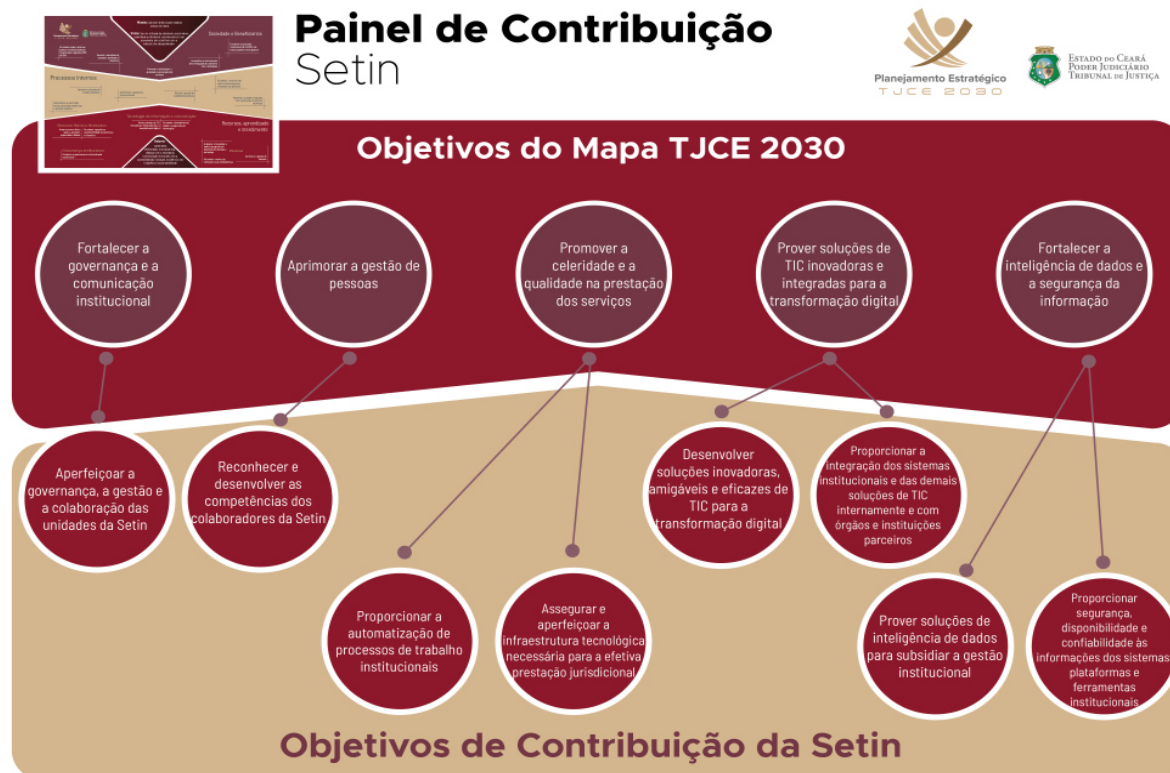 Painel de Contribuição
Setin
Planejamento Estratégico
TJCE 2030
ESTADO DO CEARÁ
PODER JUDICIÁRIO
TRIBUNAL DE JUSTIÇA
Sociedade e Beneficiários
Processos Internos
Recursos, aprendizado
e crescimento
Objetivos do Mapa TJCE 2030
Fortalecer a
governança e a
comunicação
institucional
Aprimorar a gestão de
pessoas
Promover a
celeridade e a
qualidade na prestação
dos serviços
Prover soluções de
TIC inovadoras e
integradas para a
transformação digital
Fortalecer a
inteligência de dados e
a segurança da
informação
Aperfeiçoar a
governança, a gestão e
a colaboração das
unidades da Setin
Reconhecer e
desenvolver as
competências dos
colaboradores da Setin
Desenvolver
soluções inovadoras,
amigáveis e eficazes de
TIC para a
transformação digital
Proporcionar a
integração dos sistemas
institucionais e das demais
soluções de TIC
internamente e com
órgãos e instituições
parceiros
Proporcionar a
automatização de
processos de trabalho
institucionais
Assegurar e
aperfeiçoar a
infraestrutura tecnológica
necessária para a efetiva
prestação jurisdicional
Prover soluções de
inteligência de dados
para subsidiar a gestão
institucional
Proporcionar
segurança,
disponibilidade e
confiabilidade às
informações dos sistemas
plataformas e
ferramentas
institucionais
Objetivos de Contribuição da Setin